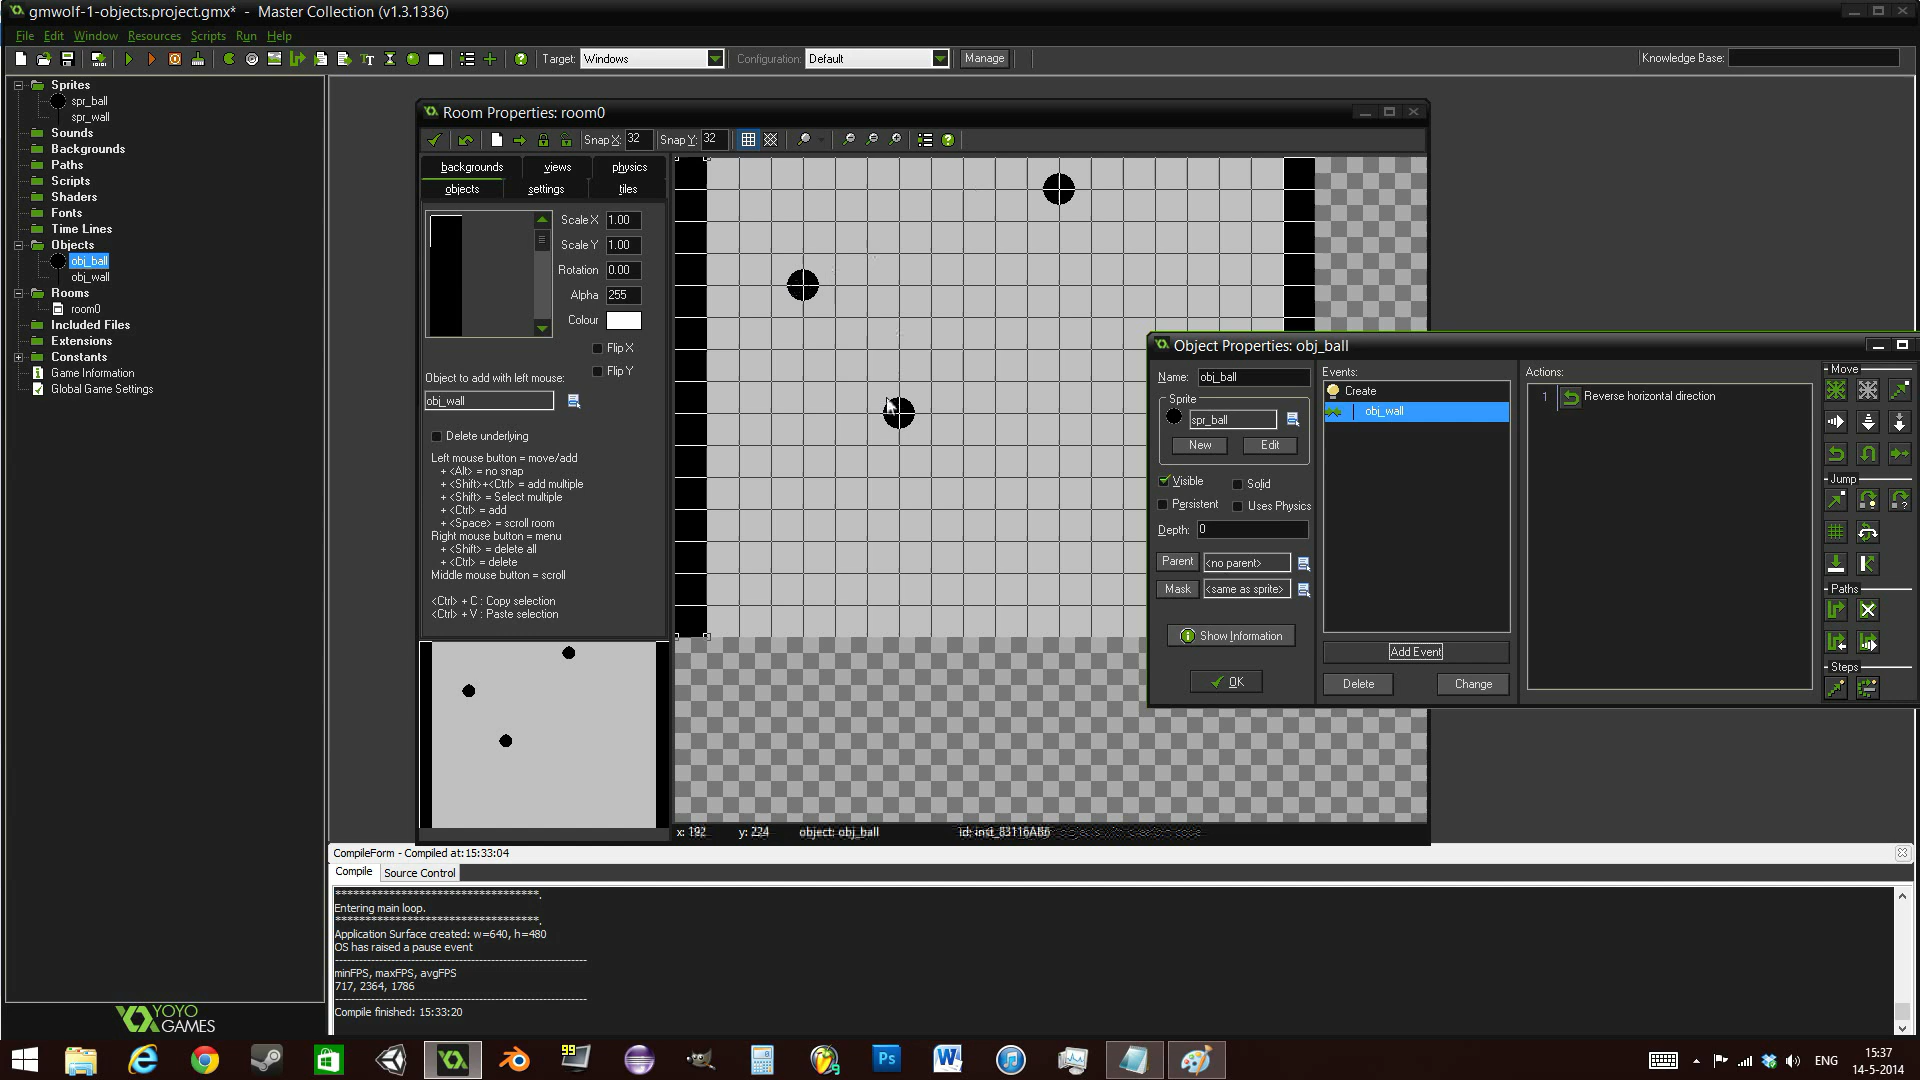 gmwolf-1-objects.project.gmx* - Master Collection (v1.3.1336)
File Edit Window Resources Scripts Run Help
Target: Windows Configuration: Default Manage Knowledge Base:
Sprites
spr_ball
spr_wall
Sounds
Backgrounds
Paths
Scripts
Shaders
Fonts
Time Lines
Objects
obj_ball
obj_wall
Rooms
room0
Included Files
Extensions
Constants
Game Information
Global Game Settings
YOYO
GAMES
Room Properties: room0
Snap X: 32 Snap Y: 32
backgrounds views physics
objects settings tiles
Scale X 1.00
Scale Y 1.00
Rotation 0.00
Alpha 255
Colour
Flip X
Flip Y
Object to add with left mouse:
obj_wall
Delete underlying
Left mouse button = move/add
+ <Alt> = no snap
+ <Shift>+<Ctrl> = add multiple
+ <Shift> = Select multiple
+ <Ctrl> = add
+ <Space> = scroll room
Right mouse button = menu
+ <Shift> = delete all
+ <Ctrl> = delete
Middle mouse button = scroll
<Ctrl> + C : Copy selection
<Ctrl> + V : Paste selection
x: 192 y: 224 object: obj_ball id: inst_83116AB6
Object Properties: obj_ball
Name: obj_ball
Sprite
spr_ball
New Edit
Visible Solid
Persistent Uses Physics
Depth: 0
Parent <no parent>
Mask <same as sprite>
Show Information
OK
Events:
Create
obj_wall
Add Event
Delete Change
Actions:
1 Reverse horizontal direction
Move
Jump
Paths
Steps
CompileForm - Compiled at:15:33:04
Compile Source Control
***********************************.
Entering main loop.
***********************************.
Application Surface created: w=640, h=480
OS has raised a pause event
minFPS, maxFPS, avgFPS
717, 2364, 1786
Compile finished: 15:33:20
99
Ps
ENG
15:37
14-5-2014